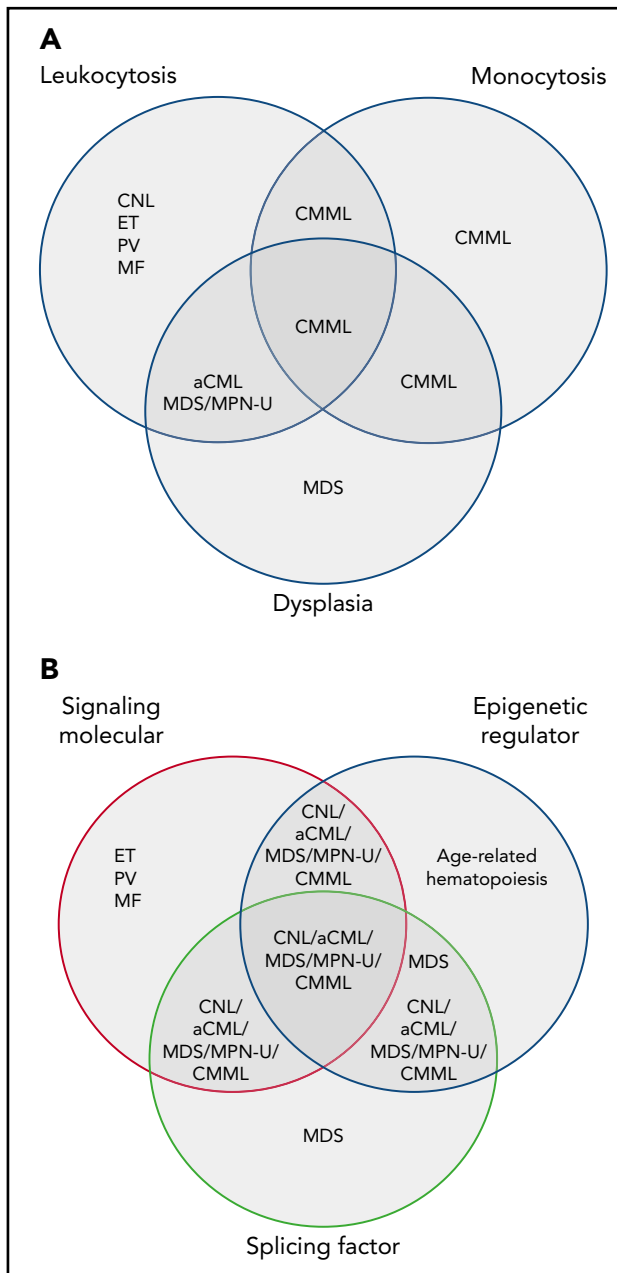 A
Leukocytosis
Monocytosis
CNL
ET
PV
MF
CMML
CMML
CMML
aCML
MDS/MPN-U
CMML
MDS
Dysplasia
B
Signaling
molecular
Epigenetic
regulator
ET
PV
MF
CNL/
aCML/
MDS/MPN-U/
CMML
Age-related
hematopoiesis
CNL/aCML/
MDS/MPN-U/
CMML
MDS
CNL/
aCML/
MDS/MPN-U/
CMML
CNL/
aCML/
MDS/MPN-U/
CMML
MDS
Splicing factor